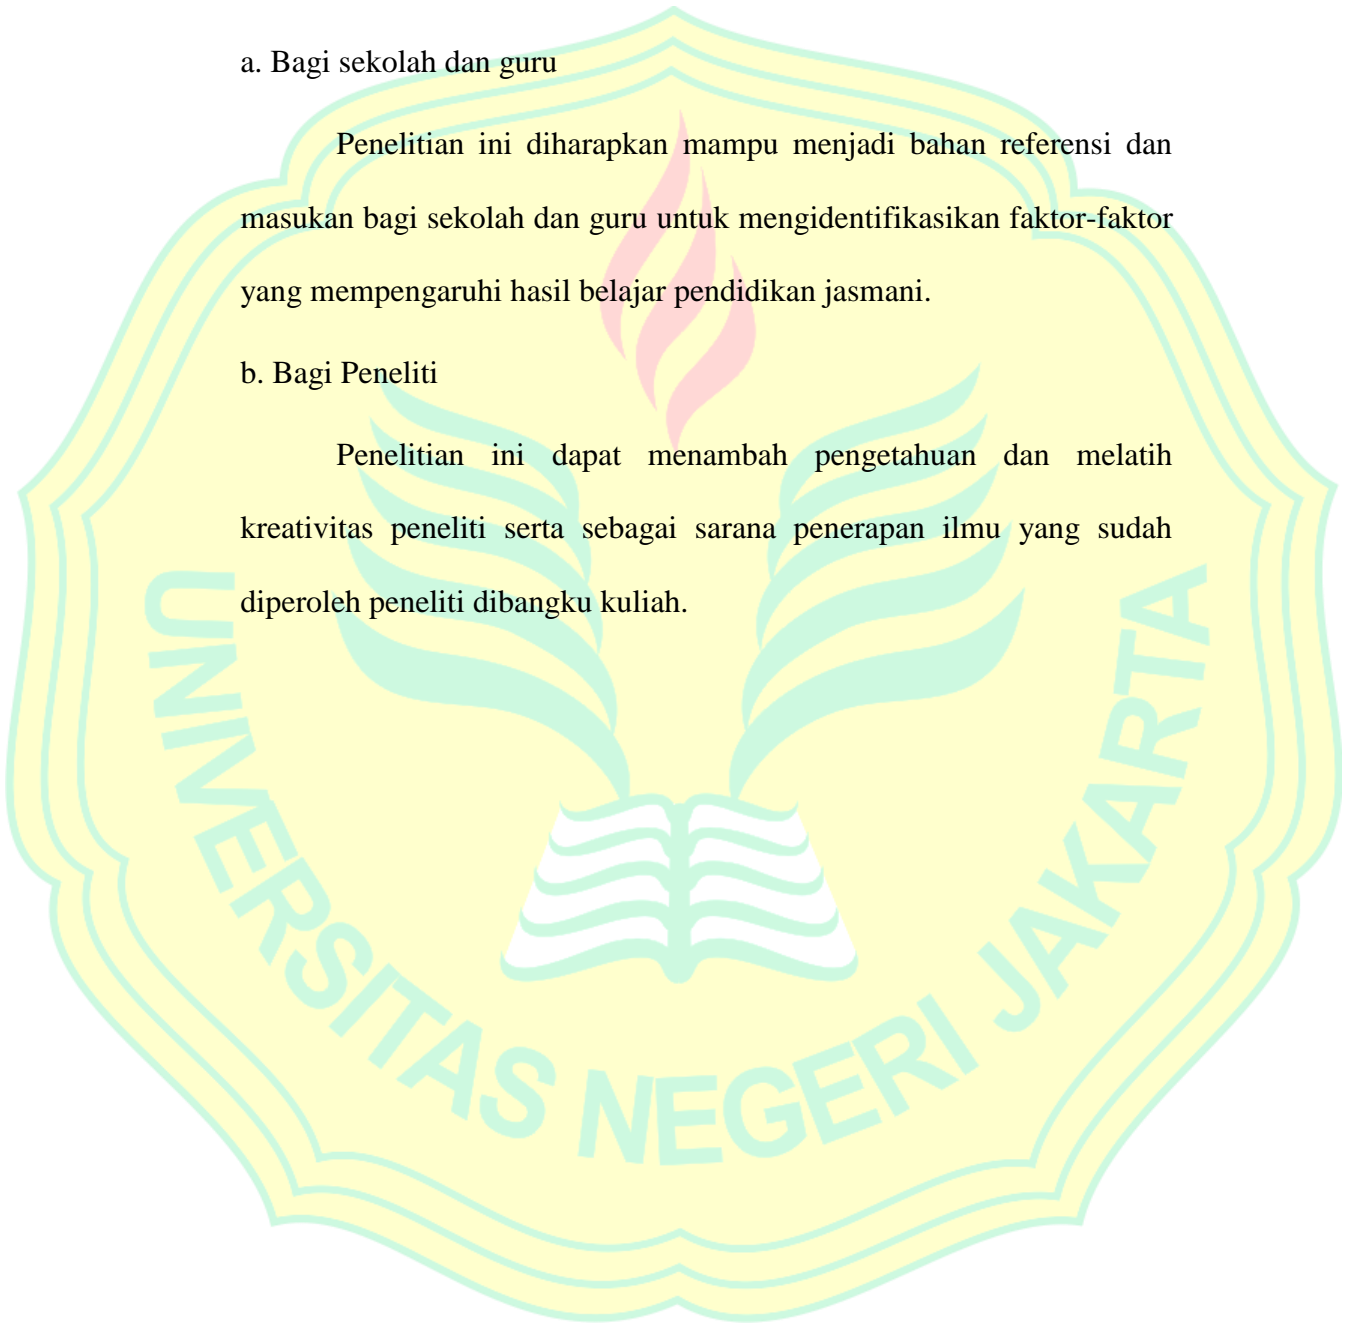 a. Bagi sekolah dan guru
Penelitian ini diharapkan mampu menjadi bahan referensi dan
masukan bagi sekolah dan guru untuk mengidentifikasikan faktor-faktor
yang mempengaruhi hasil belajar pendidikan jasmani.
b. Bagi Peneliti
Penelitian ini dapat menambah pengetahuan dan melatih
kreativitas peneliti serta sebagai sarana penerapan ilmu yang sudah
diperoleh peneliti dibangku kuliah.
UNIVERSITAS NEGERI JAKARTA